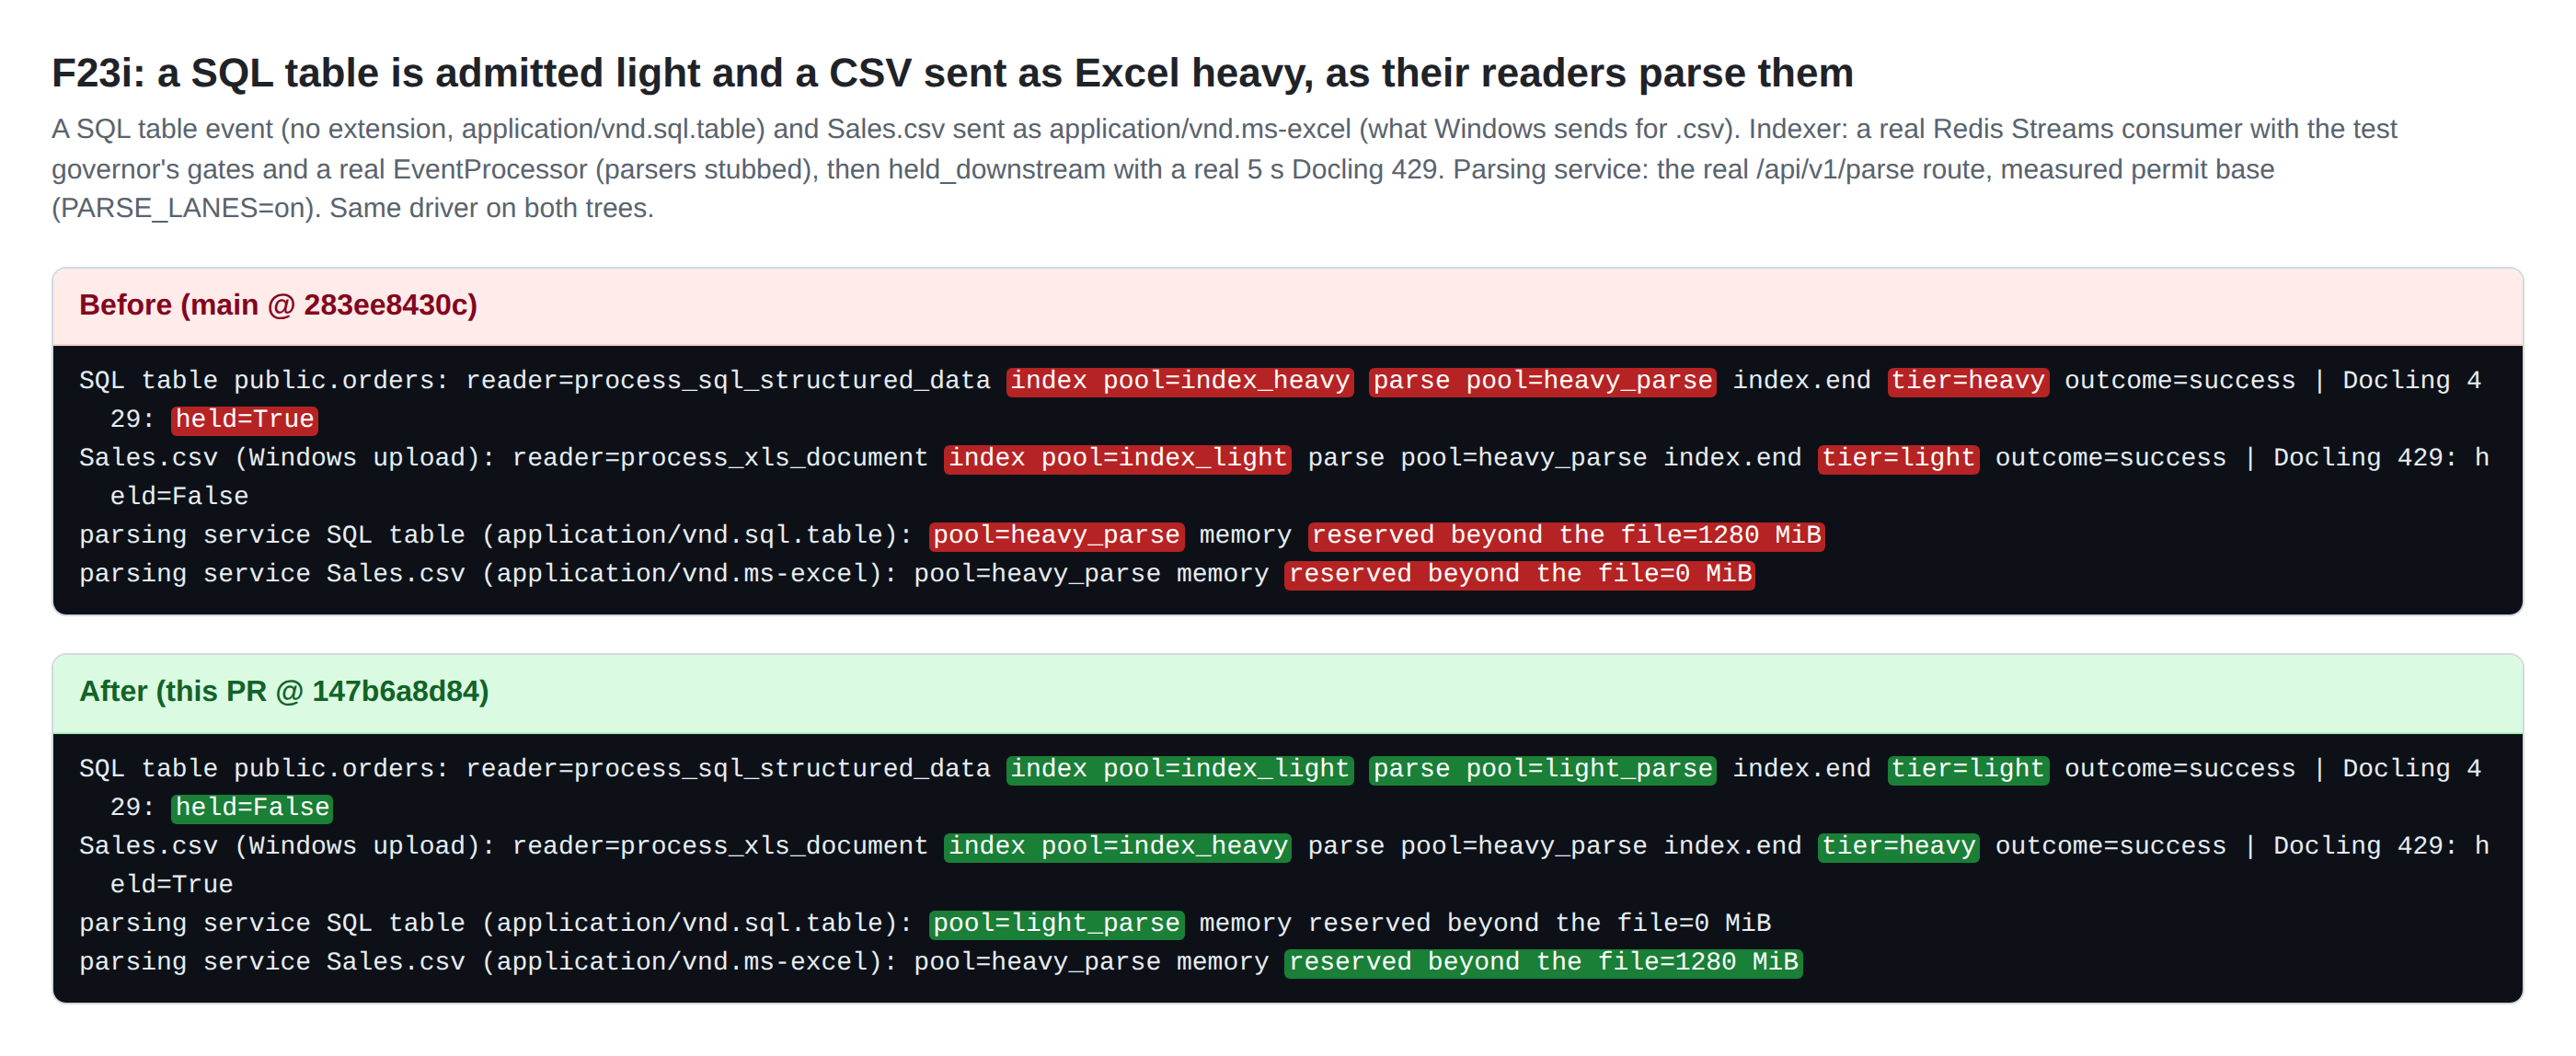 F23i: a SQL table is admitted light and a CSV sent as Excel heavy, as their readers parse them
A SQL table event (no extension, application/vnd.sql.table) and Sales.csv sent as application/vnd.ms-excel (what Windows sends for .csv). Indexer: a real Redis Streams consumer with the test
governor's gates and a real EventProcessor (parsers stubbed), then held_downstream with a real 5 s Docling 429. Parsing service: the real /api/v1/parse route, measured permit base
(PARSE_LANES=on). Same driver on both trees.
Before (main @ 283ee8430c)
SQL table public.orders: reader=process_sql_structured_data index pool=index_heavy parse pool=heavy_parse index.end tier=heavy outcome=success | Docling 4
29: held=True
Sales.csv (Windows upload): reader=process_xls_document index pool=index_light parse pool=heavy_parse index.end tier=light outcome=success | Docling 429: h
eld=False
parsing service SQL table (application/vnd.sql.table): pool=heavy_parse memory reserved beyond the file=1280 MiB
parsing service Sales.csv (application/vnd.ms-excel): pool=heavy_parse memory reserved beyond the file=0 MiB
After (this PR @ 147b6a8d84)
SQL table public.orders: reader=process_sql_structured_data index pool=index_light parse pool=light_parse index.end tier=light outcome=success | Docling 4
29: held=False
Sales.csv (Windows upload): reader=process_xls_document index pool=index_heavy parse pool=heavy_parse index.end tier=heavy outcome=success | Docling 429: h
eld=True
parsing service SQL table (application/vnd.sql.table): pool=light_parse memory reserved beyond the file=0 MiB
parsing service Sales.csv (application/vnd.ms-excel): pool=heavy_parse memory reserved beyond the file=1280 MiB